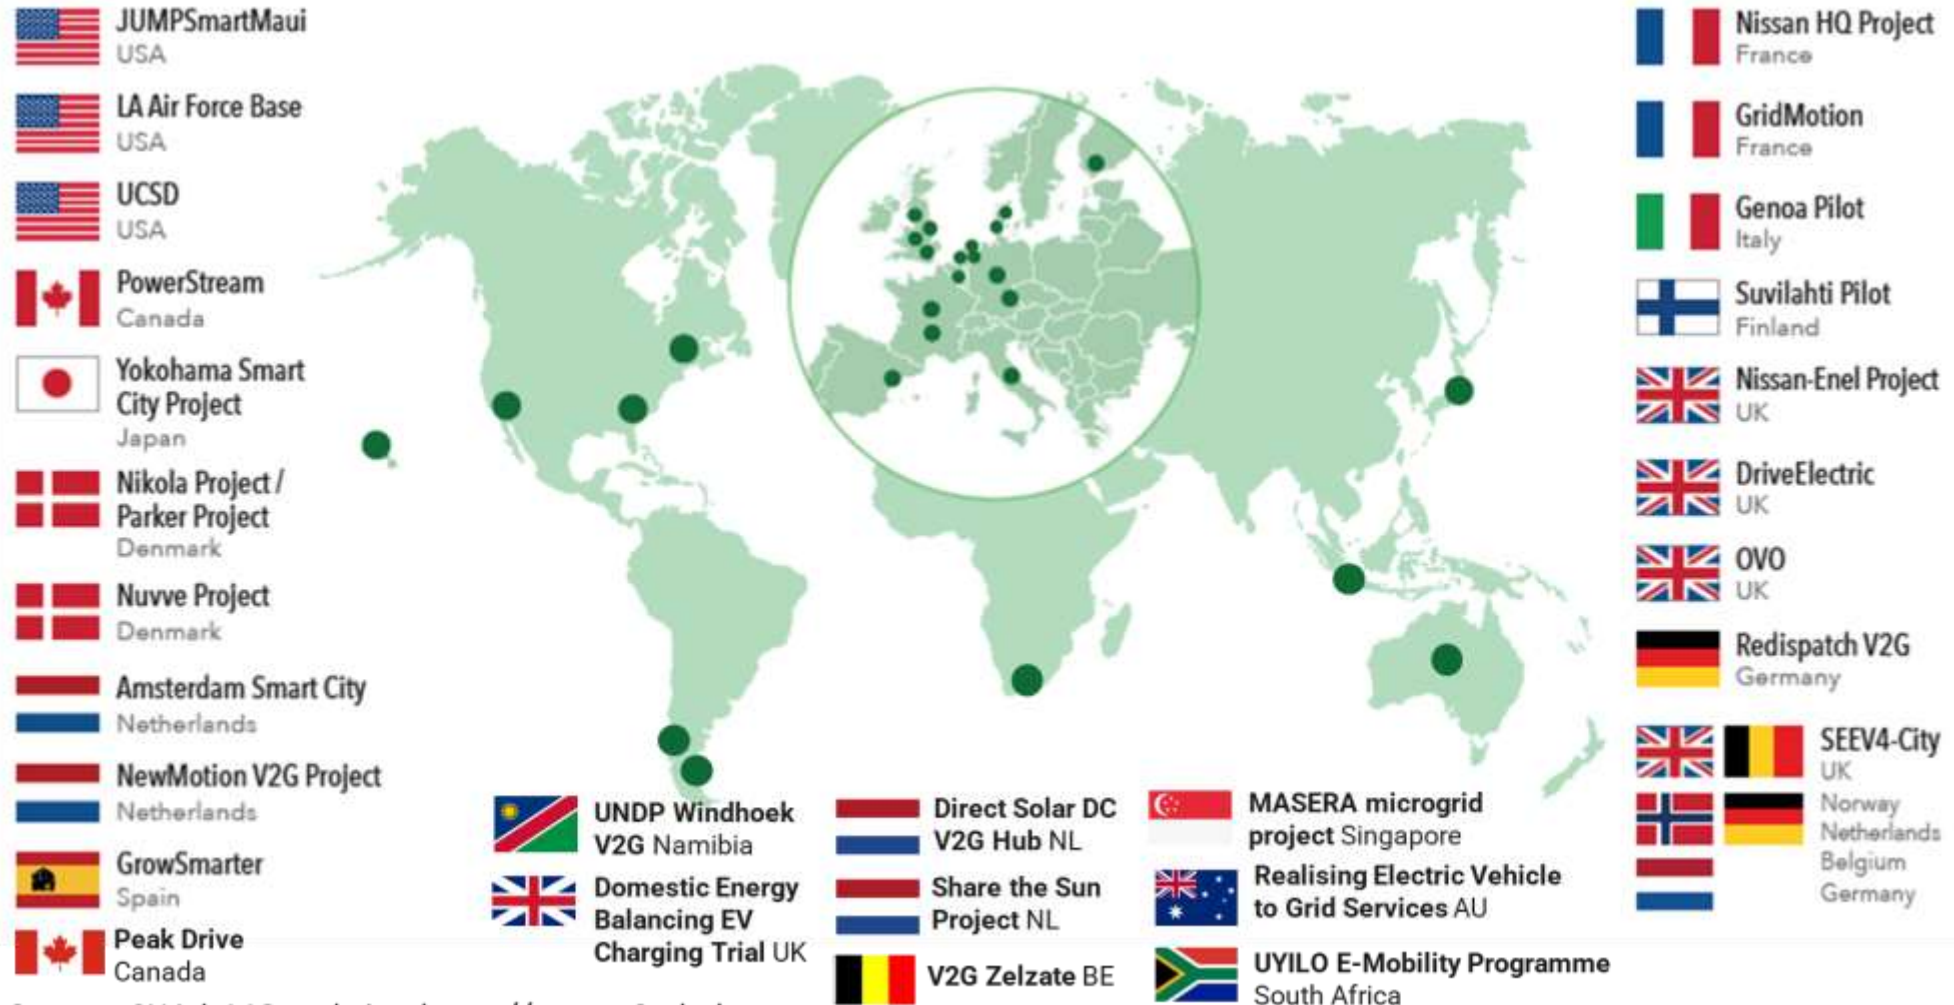 JUMPSmartMaui
USA
LA Air Force Base
USA
UCSD
USA
PowerStream
Canada
Yokohama Smart
City Project
Japan
Nikola Project /
Parker Project
Denmark
Nuvve Project
Denmark
Amsterdam Smart City
Netherlands
NewMotion V2G Project
Netherlands
GrowSmarter
Spain
Peak Drive
Canada
UNDP Windhoek
V2G Namibia
Domestic Energy
Balancing EV
Charging Trial UK
Direct Solar DC
V2G Hub NL
Share the Sun
Project NL
V2G Zelzate BE
MASERA microgrid
project Singapore
Realising Electric Vehicle
to Grid Services AU
UYILO E-Mobility Programme
South Africa
Nissan HQ Project
France
GridMotion
France
Genoa Pilot
Italy
Suvilahti Pilot
Finland
Nissan-Enel Project
UK
DriveElectric
UK
OVO
UK
Redispatch V2G
Germany
SEEV4-City
UK
Norway
Netherlands
Belgium
Germany